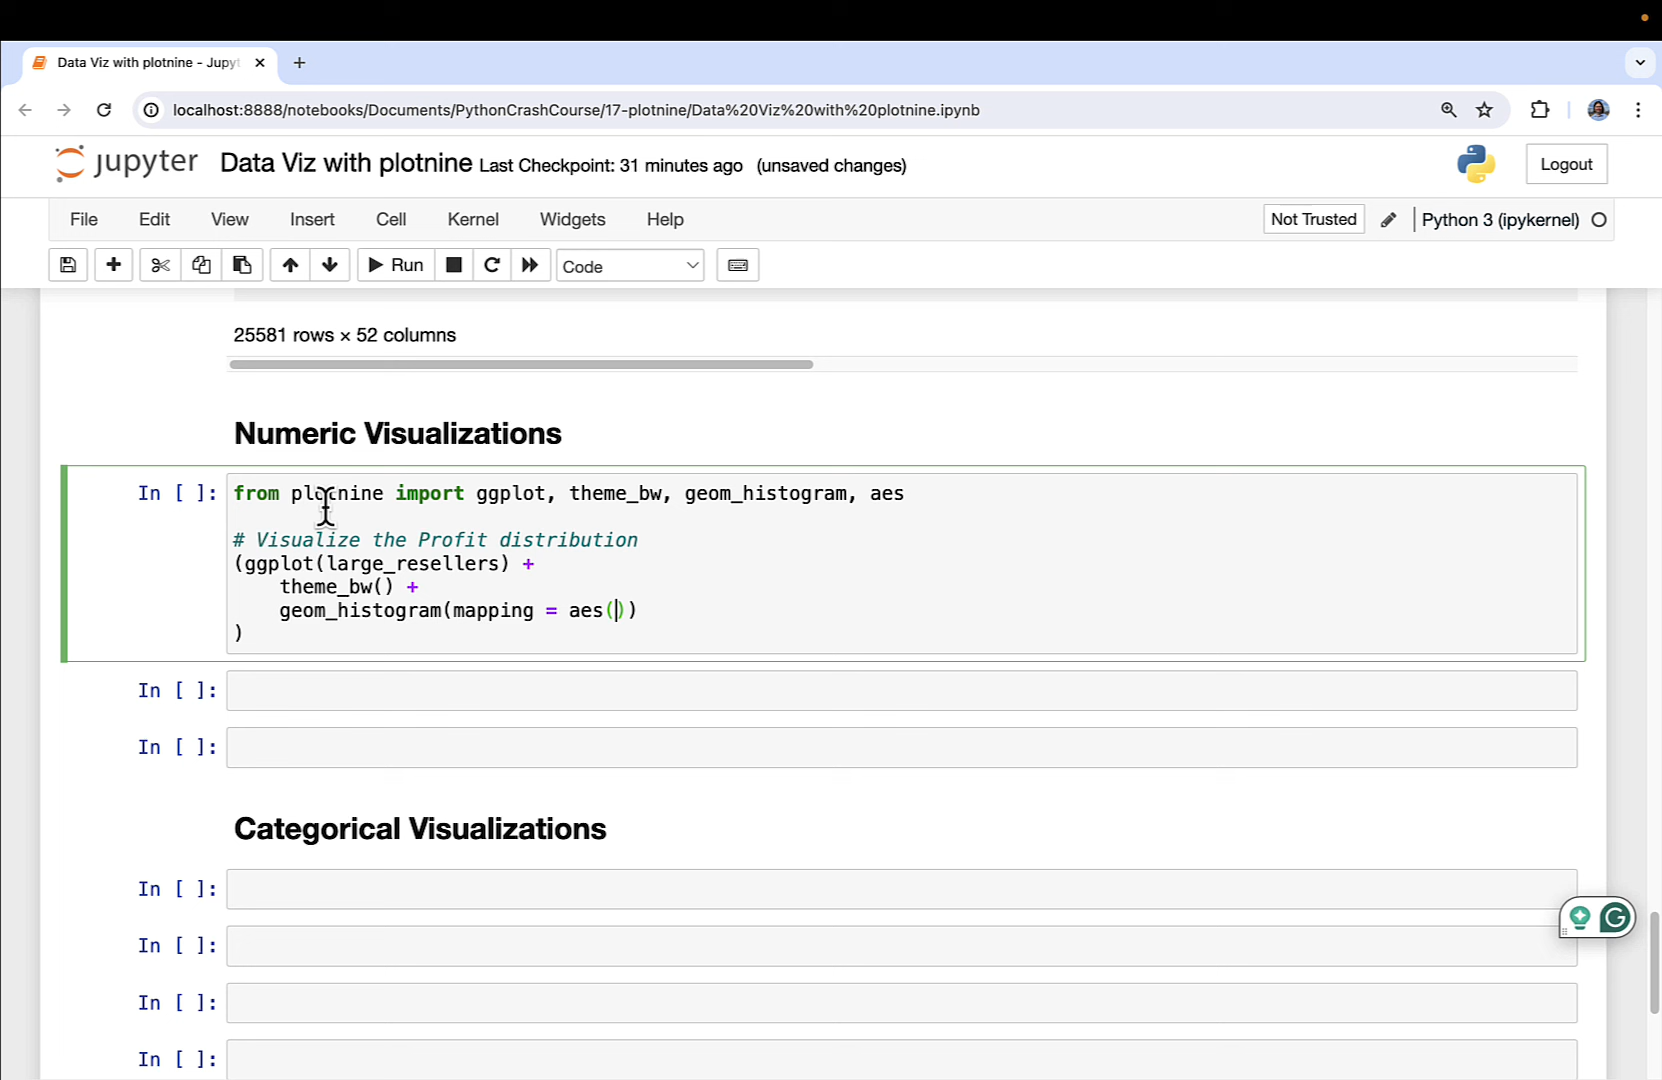 Data Viz with plotnine - Jupyt
localhost:8888/notebooks/Documents/PythonCrashCourse/17-plotnine/Data%20Viz%20with%20plotnine.ipynb
jupyter Data Viz with plotnine Last Checkpoint: 31 minutes ago (unsaved changes)
Logout
File Edit View Insert Cell Kernel Widgets Help
Not Trusted Python 3 (ipykernel)
Run Code
25581 rows × 52 columns
Numeric Visualizations
In [ ]: from plotnine import ggplot, theme_bw, geom_histogram, aes
# Visualize the Profit distribution
(ggplot(large_resellers) +
theme_bw() +
geom_histogram(mapping = aes())
)
In [ ]:
In [ ]:
Categorical Visualizations
In [ ]:
In [ ]:
In [ ]:
In [ ]: